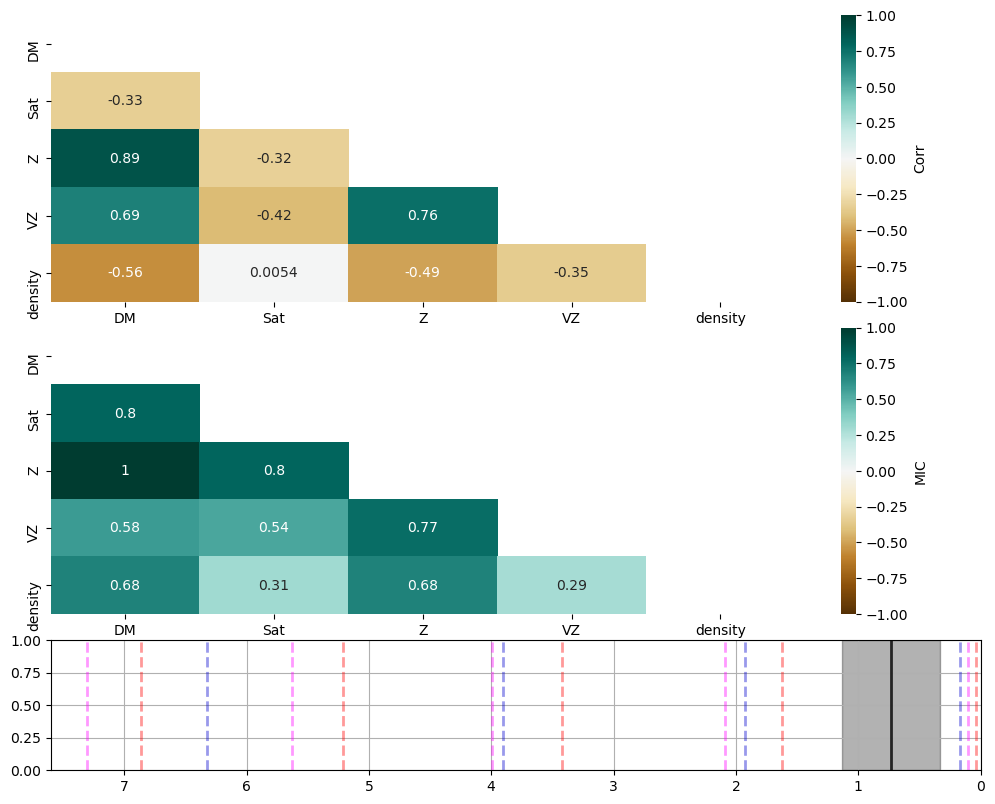 DM
Sat
Z
VZ
density
-0.33
0.89 -0.32
0.69 -0.42 0.76
-0.56 0.0054 -0.49 -0.35
DM Sat Z VZ density
1.00
0.75
0.50
0.25
0.00
−0.25
−0.50
−0.75
−1.00
Corr
DM
Sat
Z
VZ
density
0.8
1 0.8
0.58 0.54 0.77
0.68 0.31 0.68 0.29
DM Sat Z VZ density
1.00
0.75
0.50
0.25
0.00
−0.25
−0.50
−0.75
−1.00
MIC
1.00
0.75
0.50
0.25
0.00
7 6 5 4 3 2 1 0